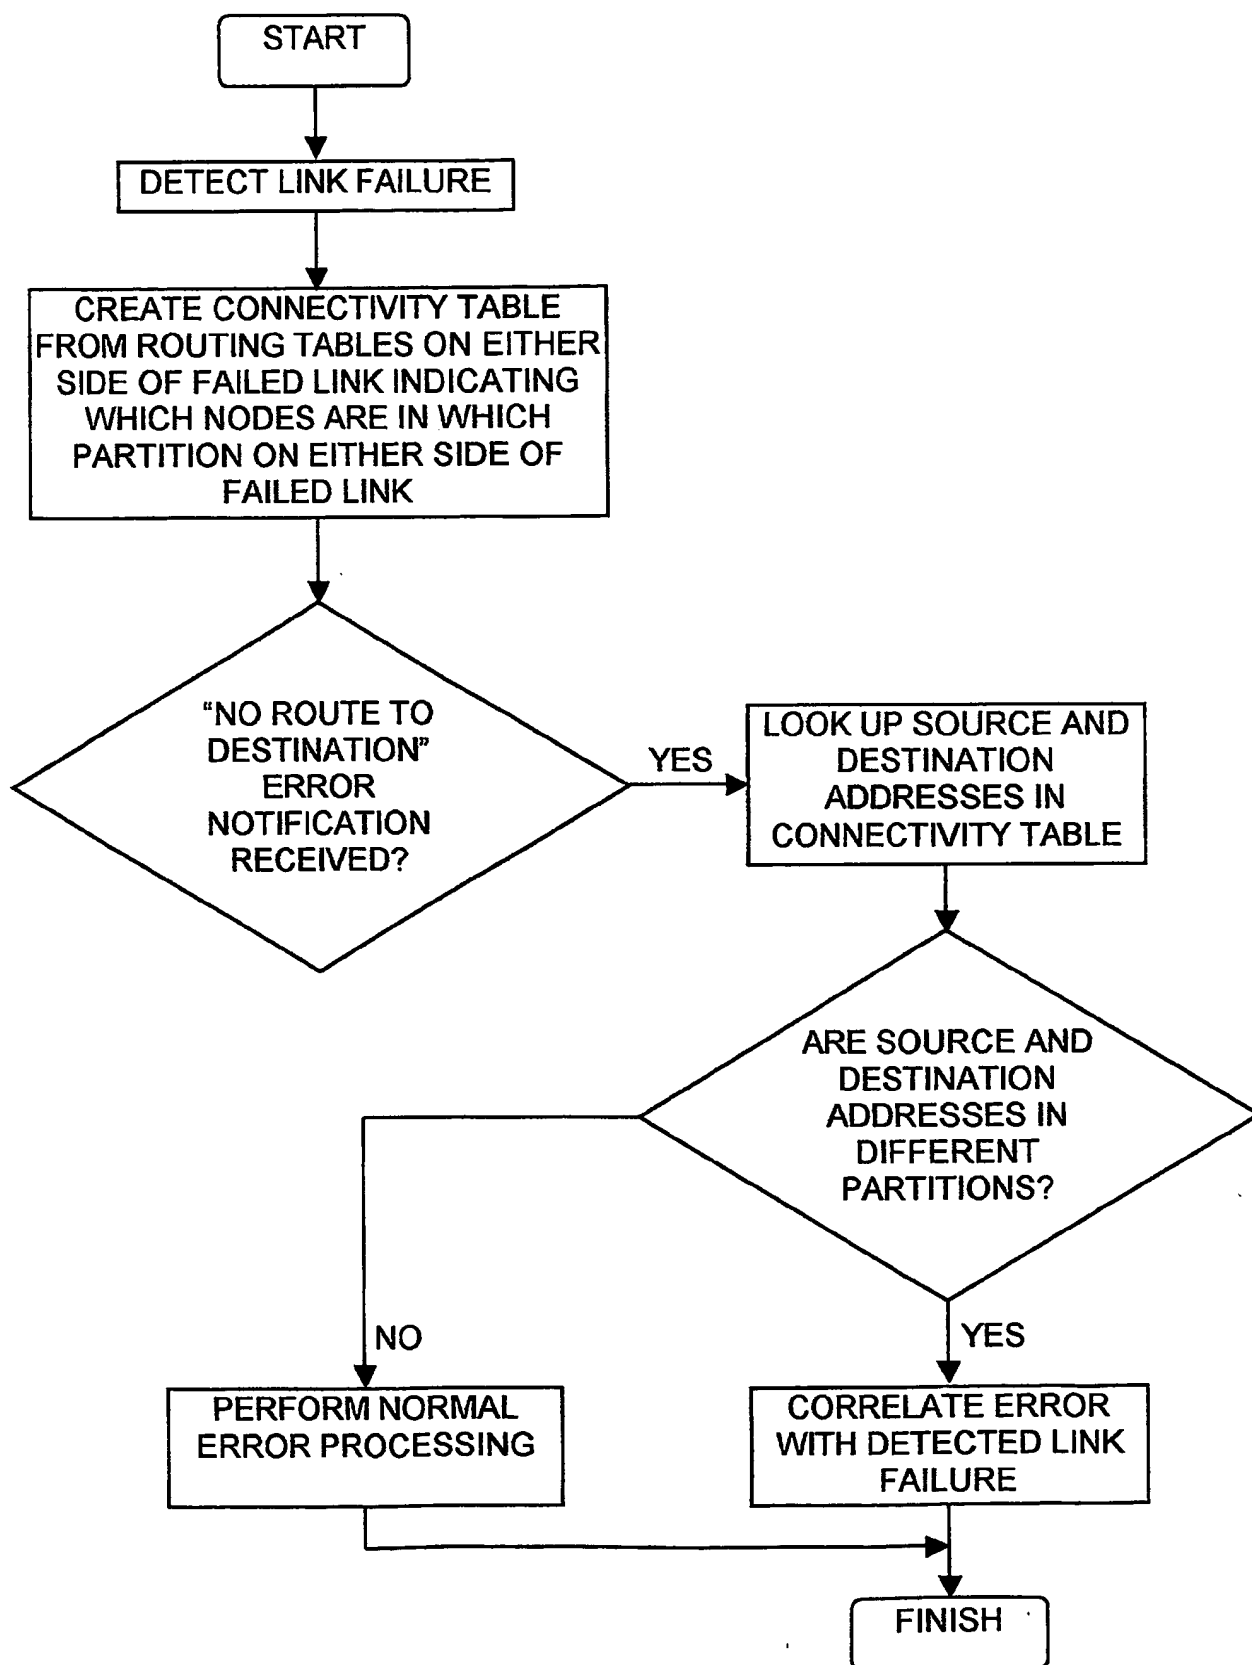 START
DETECT LINK FAILURE
CREATE CONNECTIVITY TABLE
FROM ROUTING TABLES ON EITHER
SIDE OF FAILED LINK INDICATING
WHICH NODES ARE IN WHICH
PARTITION ON EITHER SIDE OF
FAILED LINK
“NO ROUTE TO
DESTINATION”
ERROR
NOTIFICATION
RECEIVED?
YES
LOOK UP SOURCE AND
DESTINATION
ADDRESSES IN
CONNECTIVITY TABLE
ARE SOURCE AND
DESTINATION
ADDRESSES IN
DIFFERENT
PARTITIONS?
NO
YES
PERFORM NORMAL
ERROR PROCESSING
CORRELATE ERROR
WITH DETECTED LINK
FAILURE
FINISH